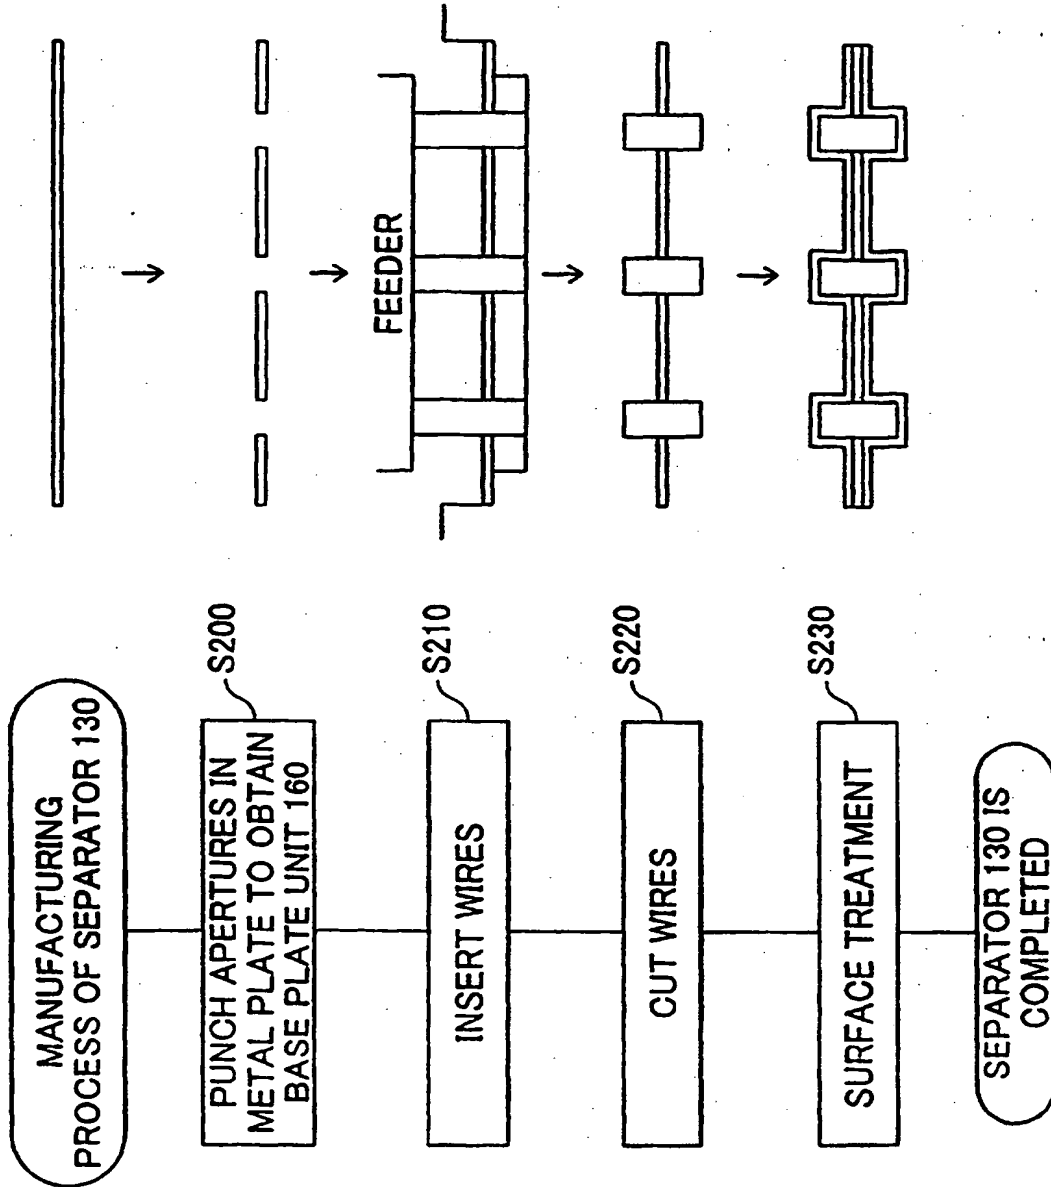 MANUFACTURING
PROCESS OF SEPARATOR 130
S200
PUNCH APERTURES IN
METAL PLATE TO OBTAIN
BASE PLATE UNIT 160
S210
INSERT WIRES
FEEDER
S220
CUT WIRES
S230
SURFACE TREATMENT
SEPARATOR 130 IS
COMPLETED